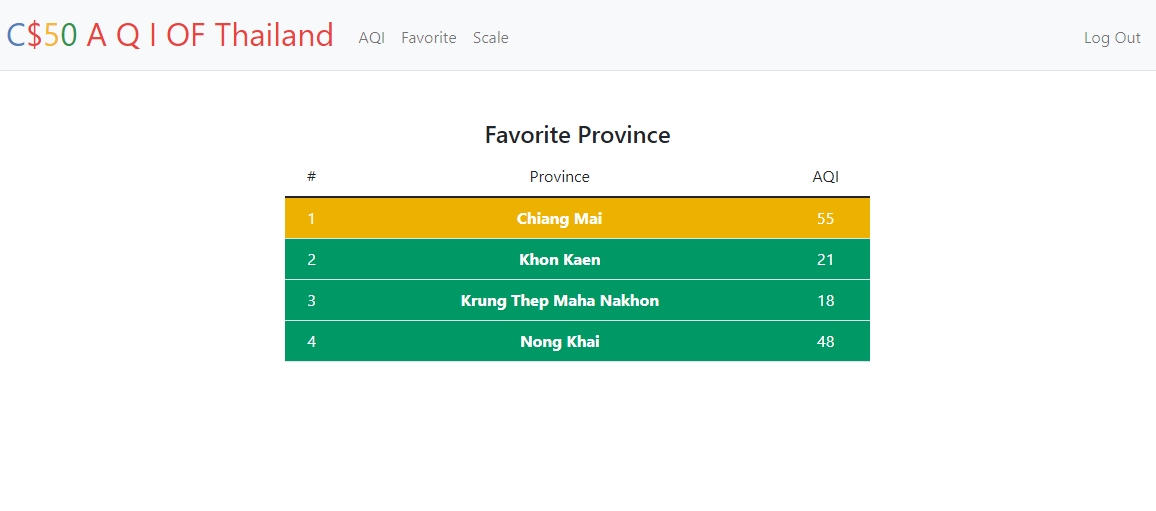 C$50 A Q I OF Thailand AQI Favorite Scale Log Out
Favorite Province
# Province AQI
1 Chiang Mai 55
2 Khon Kaen 21
3 Krung Thep Maha Nakhon 18
4 Nong Khai 48